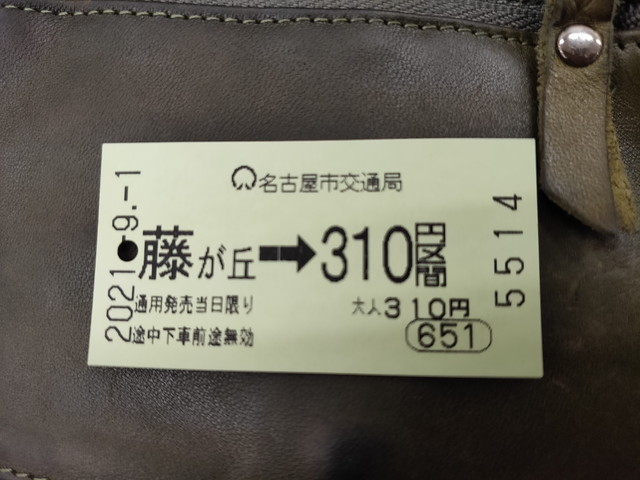 名古屋市交通局
2021.-9.-1
藤が丘➡310円区間
通用発売当日限り
大人310円
途中下車前途無効
651
5514